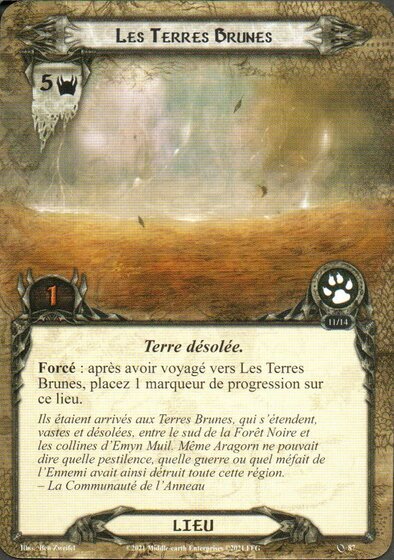 LES TERRES BRUNES
5
1
11/14
Terre désolée.
Forcé : après avoir voyagé vers Les Terres
Brunes, placez 1 marqueur de progression sur
ce lieu.
Ils étaient arrivés aux Terres Brunes, qui s'étendent,
vastes et désolées, entre le sud de la Forêt Noire et
les collines d'Emyn Muil. Même Aragorn ne pouvait
dire quelle pestilence, quelle guerre ou quel méfait de
l'Ennemi avait ainsi détruit toute cette région.
– La Communauté de l'Anneau
LIEU
Illus. Ben Zweifel
©2021 Middle-earth Enterprises ©2021 FFG
87